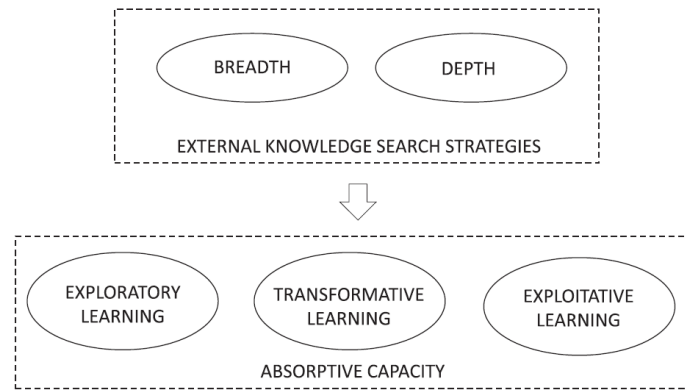 BREADTH
DEPTH
EXTERNAL KNOWLEDGE SEARCH STRATEGIES
EXPLORATORY
LEARNING
TRANSFORMATIVE
LEARNING
EXPLOITATIVE
LEARNING
ABSORPTIVE CAPACITY